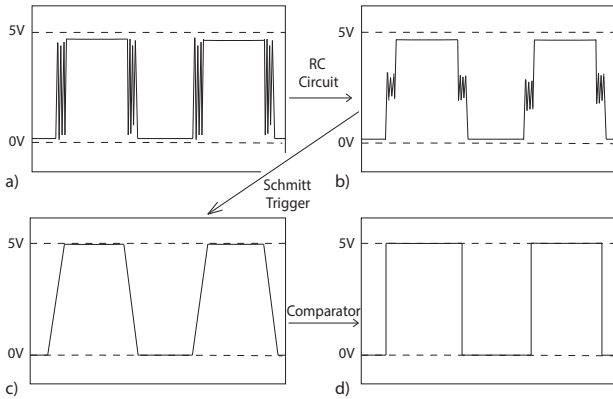 5V
0V
a)
RC
Circuit
5V
0V
b)
Schmitt
Trigger
5V
0V
c)
Comparator
5V
0V
d)